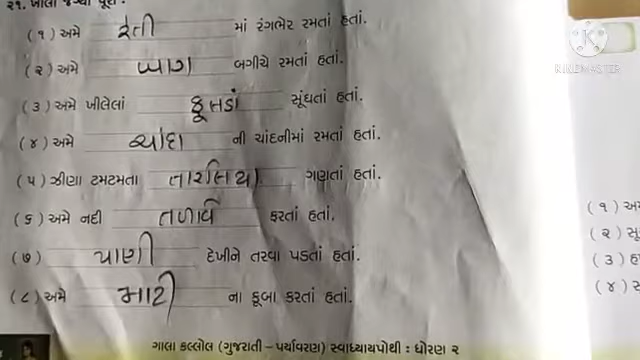 ૨૧. ખાલી જગ્યા પૂરો :
(૧) અમે રેતી માં રંગભેર રમતાં હતાં.
(૨) અમે બાગ બગીચે રમતાં હતાં.
(૩) અમે ખીલેલાં ફૂલડાં સૂંઘતાં હતાં.
(૪) અમે ચાંદા ની ચાંદનીમાં રમતાં હતાં.
(૫) ઝીણા ટમટમતા તારલિયા ગણતાં હતાં.
(૬) અમે નદી તળાવે ફરતાં હતાં.
(૭) પાણી દેખીને તરવા પડતાં હતાં.
(૮) અમે માટી ના કૂબા કરતાં હતાં.
ગાલા કલ્લોલ (ગુજરાતી - પર્યાવરણ) સ્વાધ્યાયપોથી : ધોરણ ૨
KINEMASTER
(૧) અમ
(૨) સૂ
(૩) હ
(૪) સ